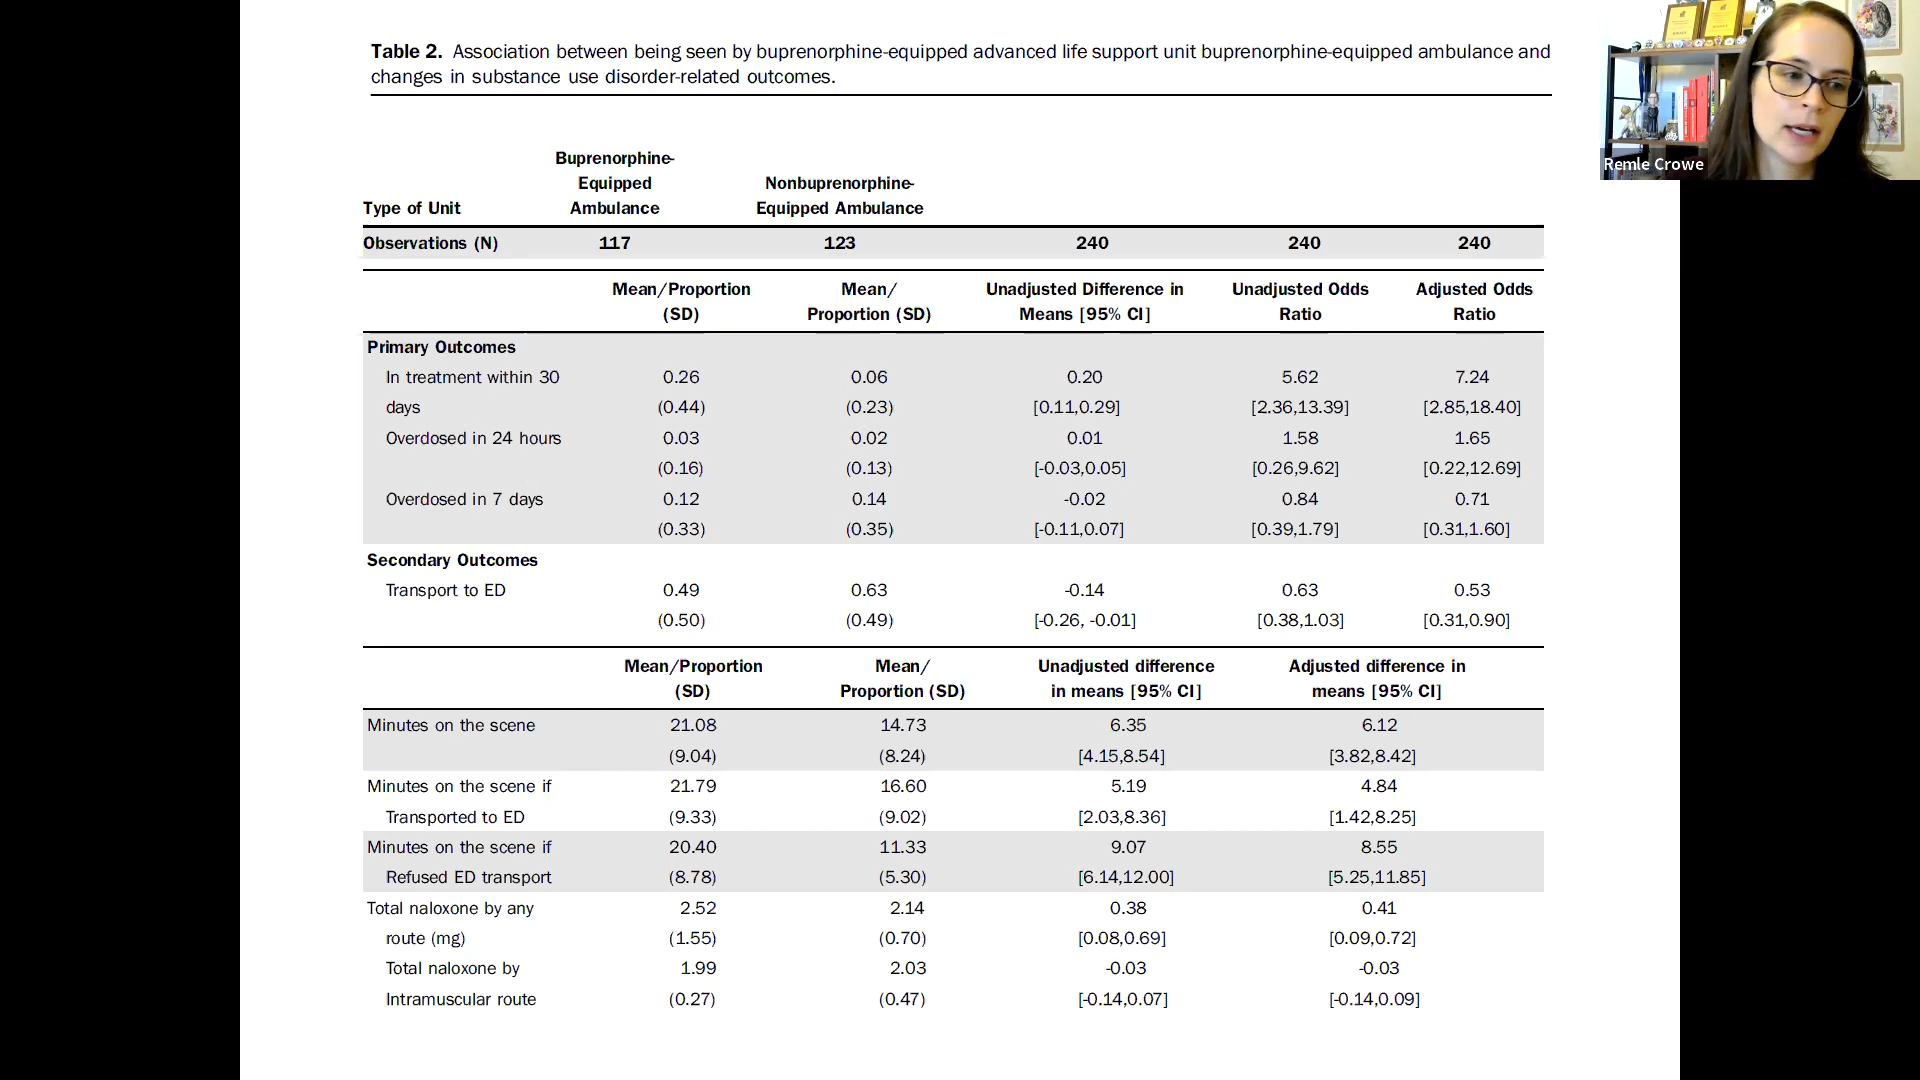 Table 2. Association between being seen by buprenorphine-equipped advanced life support unit buprenorphine-equipped ambulance and
changes in substance use disorder-related outcomes.
Remle Crowe
Buprenorphine-
Equipped
Ambulance
Nonbuprenorphine-
Equipped Ambulance
Type of Unit
Observations (N) 117 123 240 240 240
Mean/Proportion Mean/ Unadjusted Difference in Unadjusted Odds Adjusted Odds
(SD) Proportion (SD) Means [95% CI] Ratio Ratio
Primary Outcomes
In treatment within 30 0.26 0.06 0.20 5.62 7.24
days (0.44) (0.23) [0.11,0.29] [2.36,13.39] [2.85,18.40]
Overdosed in 24 hours 0.03 0.02 0.01 1.58 1.65
(0.16) (0.13) [-0.03,0.05] [0.26,9.62] [0.22,12.69]
Overdosed in 7 days 0.12 0.14 -0.02 0.84 0.71
(0.33) (0.35) [-0.11,0.07] [0.39,1.79] [0.31,1.60]
Secondary Outcomes
Transport to ED 0.49 0.63 -0.14 0.63 0.53
(0.50) (0.49) [-0.26, -0.01] [0.38,1.03] [0.31,0.90]
Mean/Proportion Mean/ Unadjusted difference Adjusted difference in
(SD) Proportion (SD) in means [95% CI] means [95% CI]
Minutes on the scene 21.08 14.73 6.35 6.12
(9.04) (8.24) [4.15,8.54] [3.82,8.42]
Minutes on the scene if 21.79 16.60 5.19 4.84
Transported to ED (9.33) (9.02) [2.03,8.36] [1.42,8.25]
Minutes on the scene if 20.40 11.33 9.07 8.55
Refused ED transport (8.78) (5.30) [6.14,12.00] [5.25,11.85]
Total naloxone by any 2.52 2.14 0.38 0.41
route (mg) (1.55) (0.70) [0.08,0.69] [0.09,0.72]
Total naloxone by 1.99 2.03 -0.03 -0.03
Intramuscular route (0.27) (0.47) [-0.14,0.07] [-0.14,0.09]